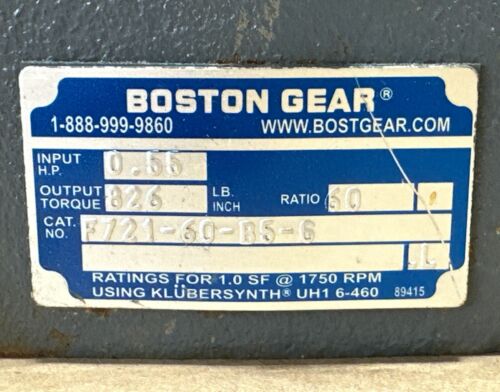 BOSTON GEAR®
1-888-999-9860 WWW.BOSTGEAR.COM
INPUT H.P. 0.55
OUTPUT TORQUE 826 LB. INCH RATIO 60
CAT. NO. F721-60-B5-G
RATINGS FOR 1.0 SF @ 1750 RPM
USING KLÜBERSYNTH® UH1 6-460 89415